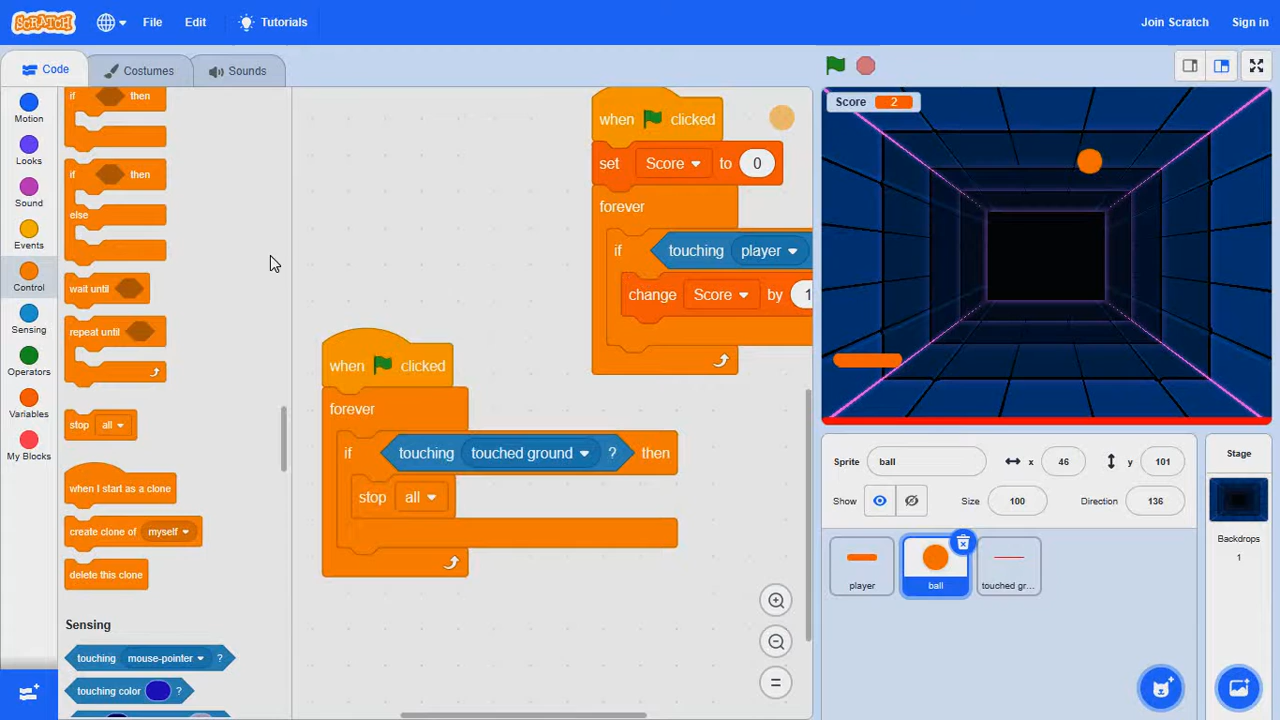 SCRATCH
File
Edit
Tutorials
Join Scratch
Sign in
Code
Costumes
Sounds
Motion
Looks
Sound
Events
Control
Sensing
Operators
Variables
My Blocks
if then
if then
else
wait until
repeat until
stop all
when I start as a clone
create clone of myself
delete this clone
Sensing
touching mouse-pointer ?
touching color ?
when clicked
set Score to 0
forever
if touching player
change Score by 1
when clicked
forever
if touching touched ground ? then
stop all
Score 2
Sprite ball x 46 y 101
Show Size 100 Direction 136
player
ball
touched gr...
Stage
Backdrops
1